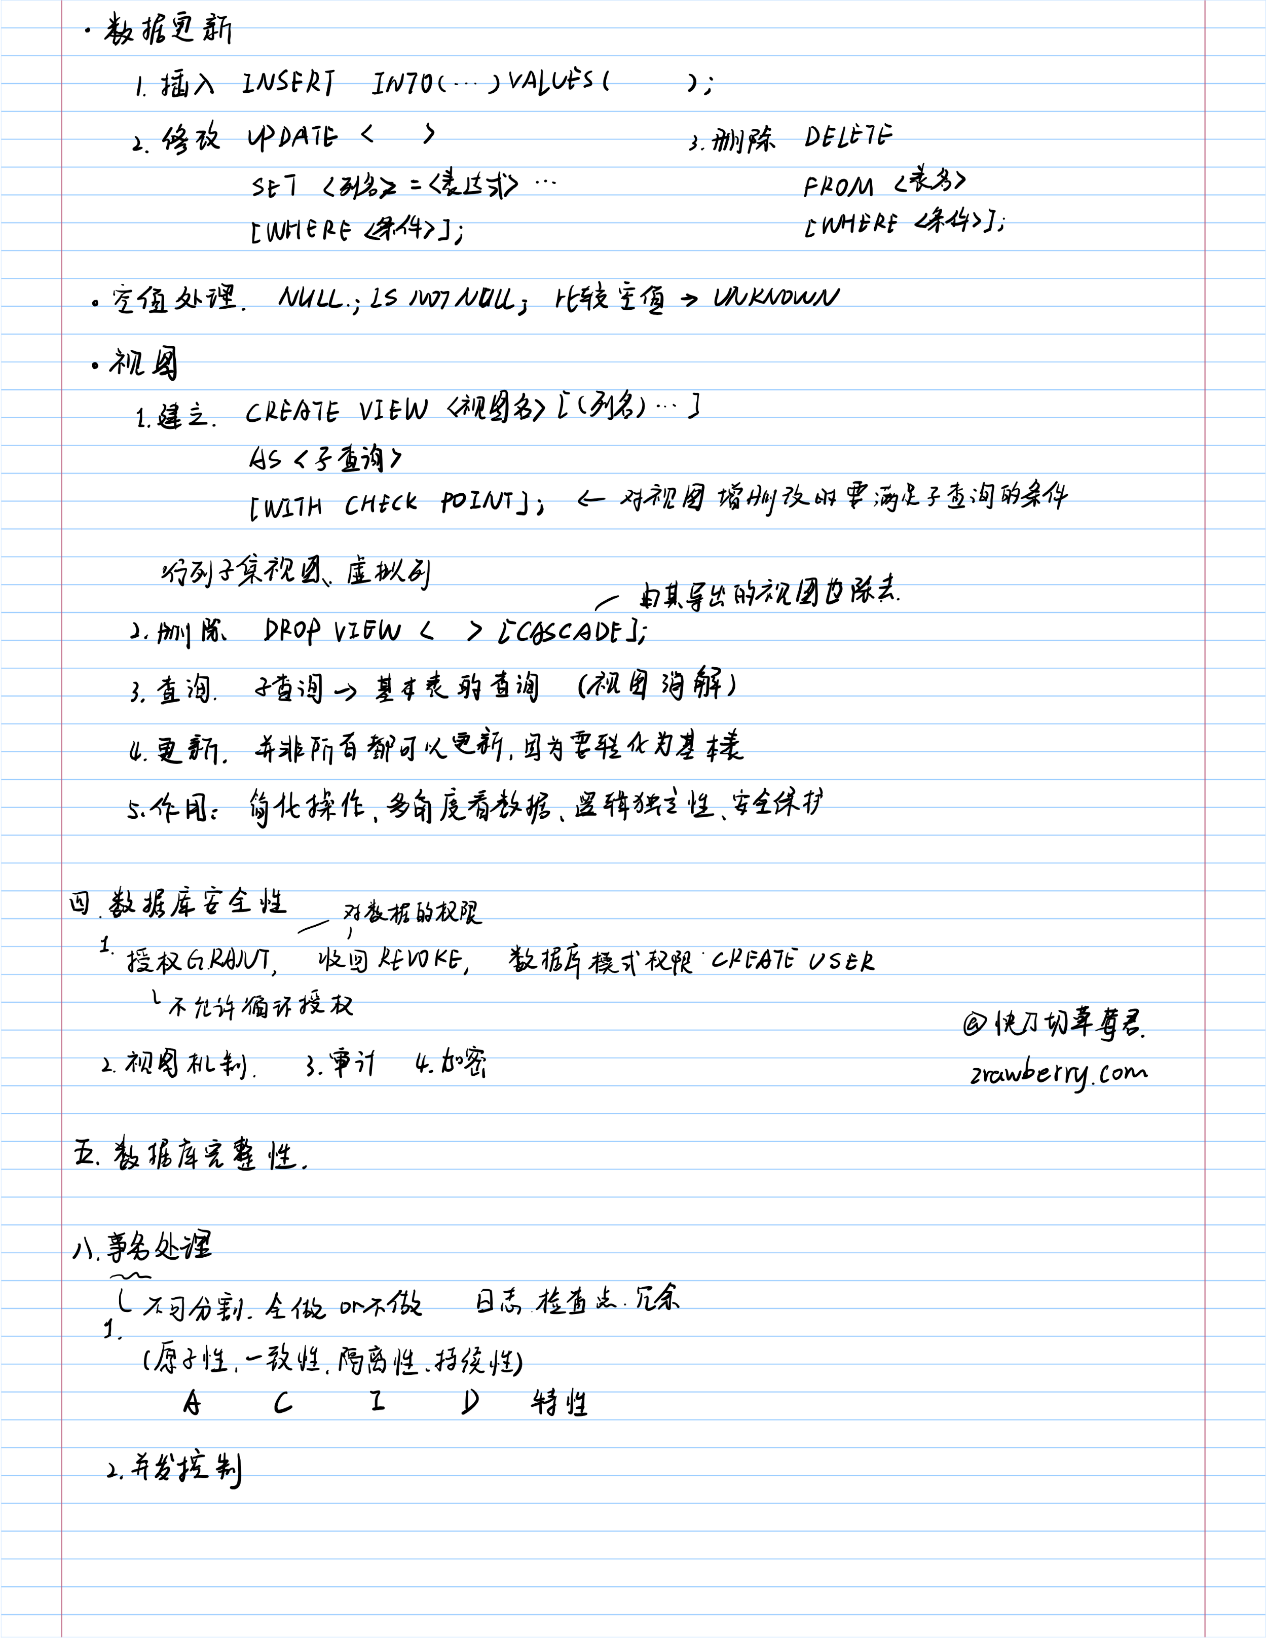 · 数据更新
1. 插入 INSERT INTO(…)VALUES( );
2. 修改 UPDATE < > 3. 删除 DELETE
SET <列名> = <表达式> … FROM <表名>
[WHERE <条件>]; [WHERE <条件>];
· 空值处理. NULL; IS NOT NULL; 比较空值 → UNKNOWN
· 视图
1. 建立. CREATE VIEW <视图名> [(列名) … ]
AS <子查询>
[WITH CHECK POINT]; ← 对视图增删改时要满足子查询的条件
行列子集视图、虚拟列
由其导出的视图也除去.
2. 删除 DROP VIEW < > [CASCADE];
3. 查询. 子查询 → 基本表的查询 (视图消解)
4. 更新. 并非所有都可以更新, 因为要转化为基本表
5. 作用: 简化操作、多角度看数据、逻辑独立性、安全保护
四. 数据库安全性
对数据的权限
1. 授权 GRANT, 收回 REVOKE, 数据库模式权限 CREATE USER
不允许循环授权
@快刀切草莓君.
2. 视图机制. 3. 审计 4. 加密
zrawberry.com
五. 数据库完整性.
八. 事务处理
1. 不可分割. 全做 or 不做 日志. 检查点. 冗余
(原子性, 一致性, 隔离性、持续性)
A C I D 特性
2. 并发控制